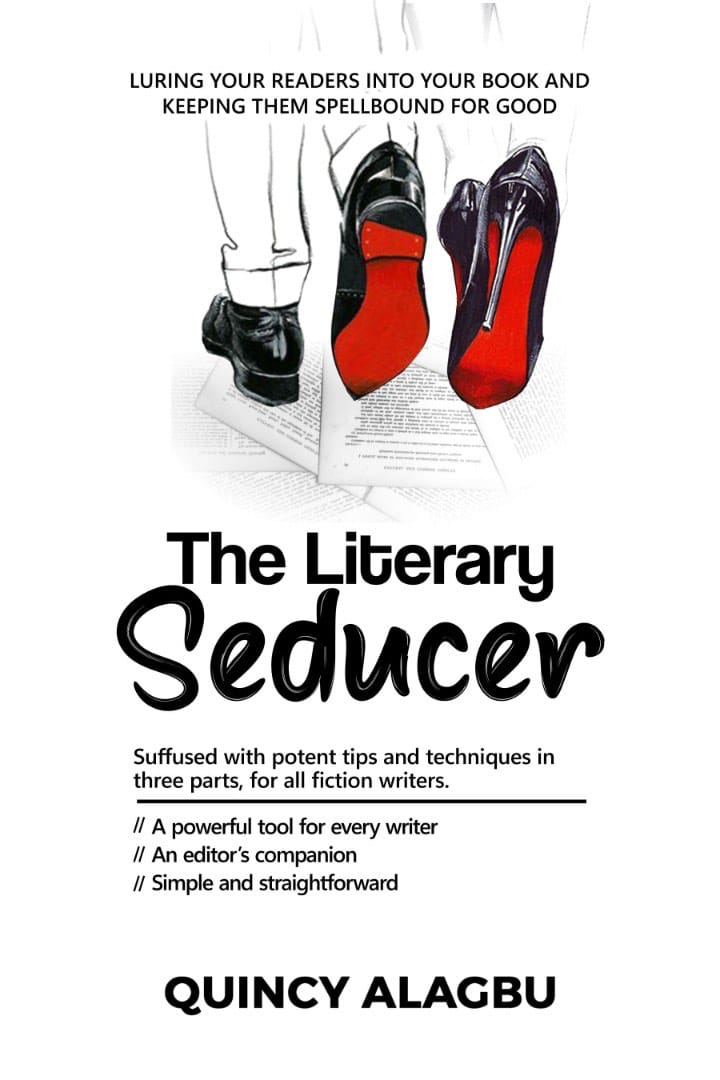 LURING YOUR READERS INTO YOUR BOOK AND
KEEPING THEM SPELLBOUND FOR GOOD
The Literary
Seducer
Suffused with potent tips and techniques in
three parts, for all fiction writers.
// A powerful tool for every writer
// An editor's companion
// Simple and straightforward
QUINCY ALAGBU